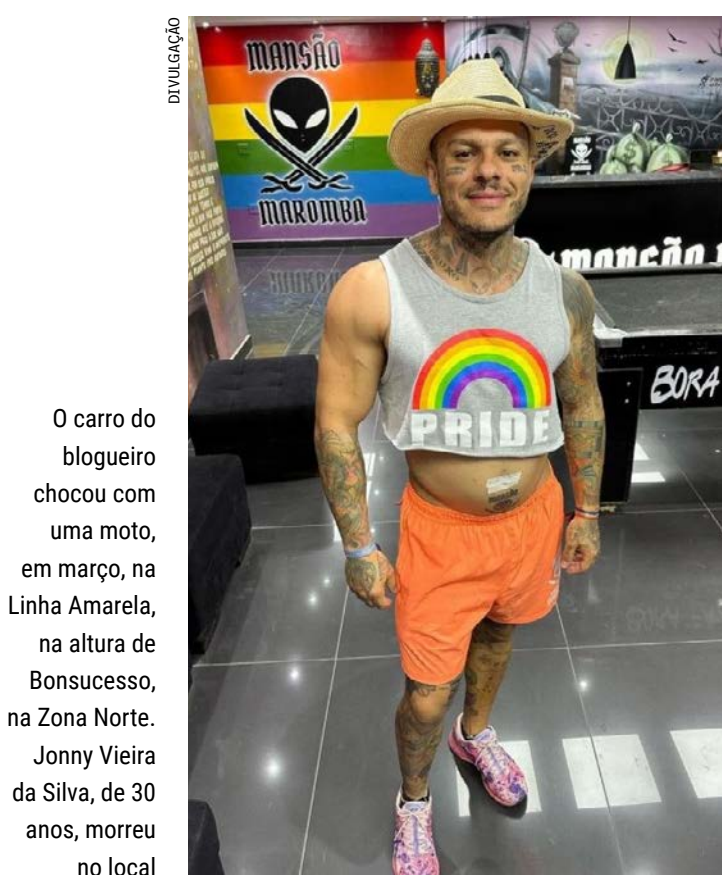 DIVULGAÇÃO
MANSÃO
MAROMBA
mansão
BORA
PRIDE
O carro do
blogueiro
chocou com
uma moto,
em março, na
Linha Amarela,
na altura de
Bonsucesso,
na Zona Norte.
Jonny Vieira
da Silva, de 30
anos, morreu
no local